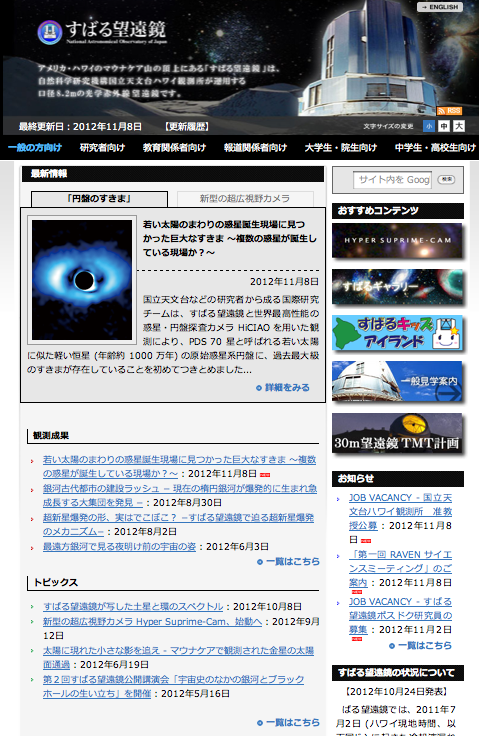 → ENGLISH
すばる望遠鏡
National Astronomical Observatory of Japan
アメリカ・ハワイのマウナケア山の頂上にある「すばる望遠鏡」は、
自然科学研究機構国立天文台ハワイ観測所が運用する
口径8.2mの光学赤外線望遠鏡です。
RSS
最終更新日：2012年11月8日 【更新履歴】
文字サイズの変更 小 中 大
一般の方向け 研究者向け 教育関係者向け 報道関係者向け 大学生・院生向け 中学生・高校生向け
最新情報
「円盤のすきま」 新型の超広視野カメラ
若い太陽のまわりの惑星誕生現場に見つ
かった巨大なすきま 〜複数の惑星が誕生し
ている現場か？〜
2012年11月8日
国立天文台などの研究者から成る国際研究
チームは、すばる望遠鏡と世界最高性能の
惑星・円盤探査カメラ HiCIAO を用いた観
測により、PDS 70 星と呼ばれる若い太陽
に似た軽い恒星 (年齢約 1000 万年) の原始惑星系円盤に、過去最大級
のすきまが存在していることを初めてつきとめました...
詳細をみる
観測成果
若い太陽のまわりの惑星誕生現場に見つかった巨大なすきま 〜複
数の惑星が誕生している現場か？〜：2012年11月8日
銀河古代都市の建設ラッシュ − 現在の楕円銀河が爆発的に生まれ急
成長する大集団を発見 −：2012年8月30日
超新星爆発の形、実はでこぼこ？ −すばる望遠鏡で迫る超新星爆発
のメカニズム−：2012年8月2日
最遠方銀河で見る夜明け前の宇宙の姿：2012年6月3日
一覧はこちら
トピックス
すばる望遠鏡が写した土星と環のスペクトル：2012年10月8日
新型の超広視野カメラ Hyper Suprime-Cam、始動へ：2012年9月
12日
太陽に現れた小さな影を追え - マウナケアで観測された金星の太陽
面通過：2012年6月19日
第２回すばる望遠鏡公開講演会「宇宙史のなかの銀河とブラック
ホールの生い立ち」を開催：2012年5月16日
一覧はこちら
サイト内を Goog 検索
おすすめコンテンツ
HYPER SUPRIME-CAM
すばるギャラリー
すばるキッズ
アイランド
一般見学案内
30m望遠鏡 TMT計画
お知らせ
JOB VACANCY - 国立天
文台ハワイ観測所 准教
授公募：2012年11月8
日
「第一回 RAVEN サイエ
ンスミーティング」のご
案内：2012年11月8日
JOB VACANCY - すばる
望遠鏡ポスドク研究員の
募集：2012年11月2日
一覧はこちら
すばる望遠鏡の状況について
【2012年10月24日発表】
すばる望遠鏡では、2011年7
月2日 (ハワイ現地時間、以